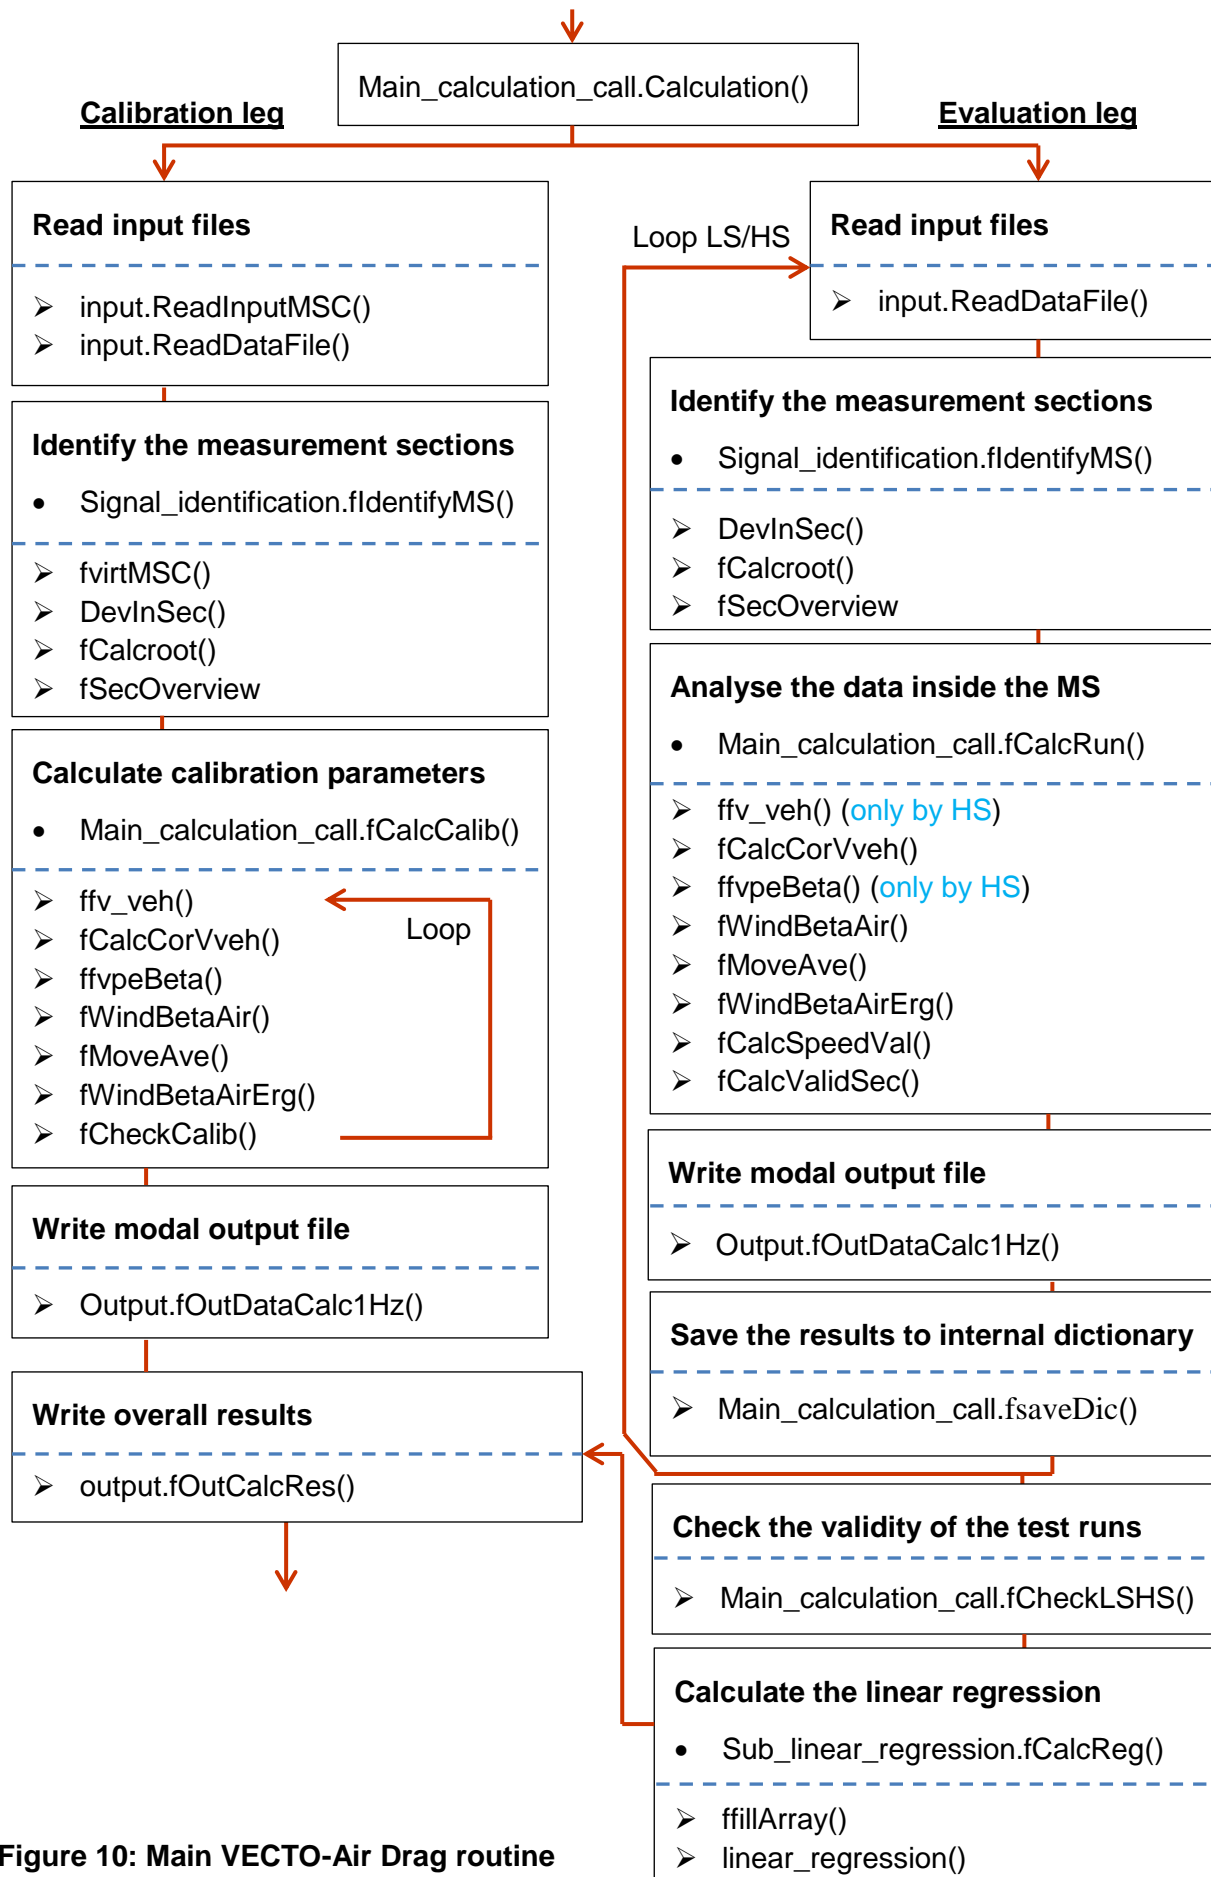 Main_calculation_call.Calculation()
Calibration leg
Evaluation leg
Read input files
➢ input.ReadInputMSC()
➢ input.ReadDataFile()
Identify the measurement sections
• Signal_identification.fIdentifyMS()
➢ fvirtMSC()
➢ DevInSec()
➢ fCalcroot()
➢ fSecOverview
Calculate calibration parameters
• Main_calculation_call.fCalcCalib()
➢ ffv_veh()
➢ fCalcCorVveh()
➢ ffvpeBeta()
➢ fWindBetaAir()
➢ fMoveAve()
➢ fWindBetaAirErg()
➢ fCheckCalib()
Loop
Write modal output file
➢ Output.fOutDataCalc1Hz()
Write overall results
➢ output.fOutCalcRes()
Loop LS/HS
Read input files
➢ input.ReadDataFile()
Identify the measurement sections
• Signal_identification.fIdentifyMS()
➢ DevInSec()
➢ fCalcroot()
➢ fSecOverview
Analyse the data inside the MS
• Main_calculation_call.fCalcRun()
➢ ffv_veh() (only by HS)
➢ fCalcCorVveh()
➢ ffvpeBeta() (only by HS)
➢ fWindBetaAir()
➢ fMoveAve()
➢ fWindBetaAirErg()
➢ fCalcSpeedVal()
➢ fCalcValidSec()
Write modal output file
➢ Output.fOutDataCalc1Hz()
Save the results to internal dictionary
➢ Main_calculation_call.fsaveDic()
Check the validity of the test runs
➢ Main_calculation_call.fCheckLSHS()
Calculate the linear regression
• Sub_linear_regression.fCalcReg()
➢ ffillArray()
➢ linear_regression()
Figure 10: Main VECTO-Air Drag routine